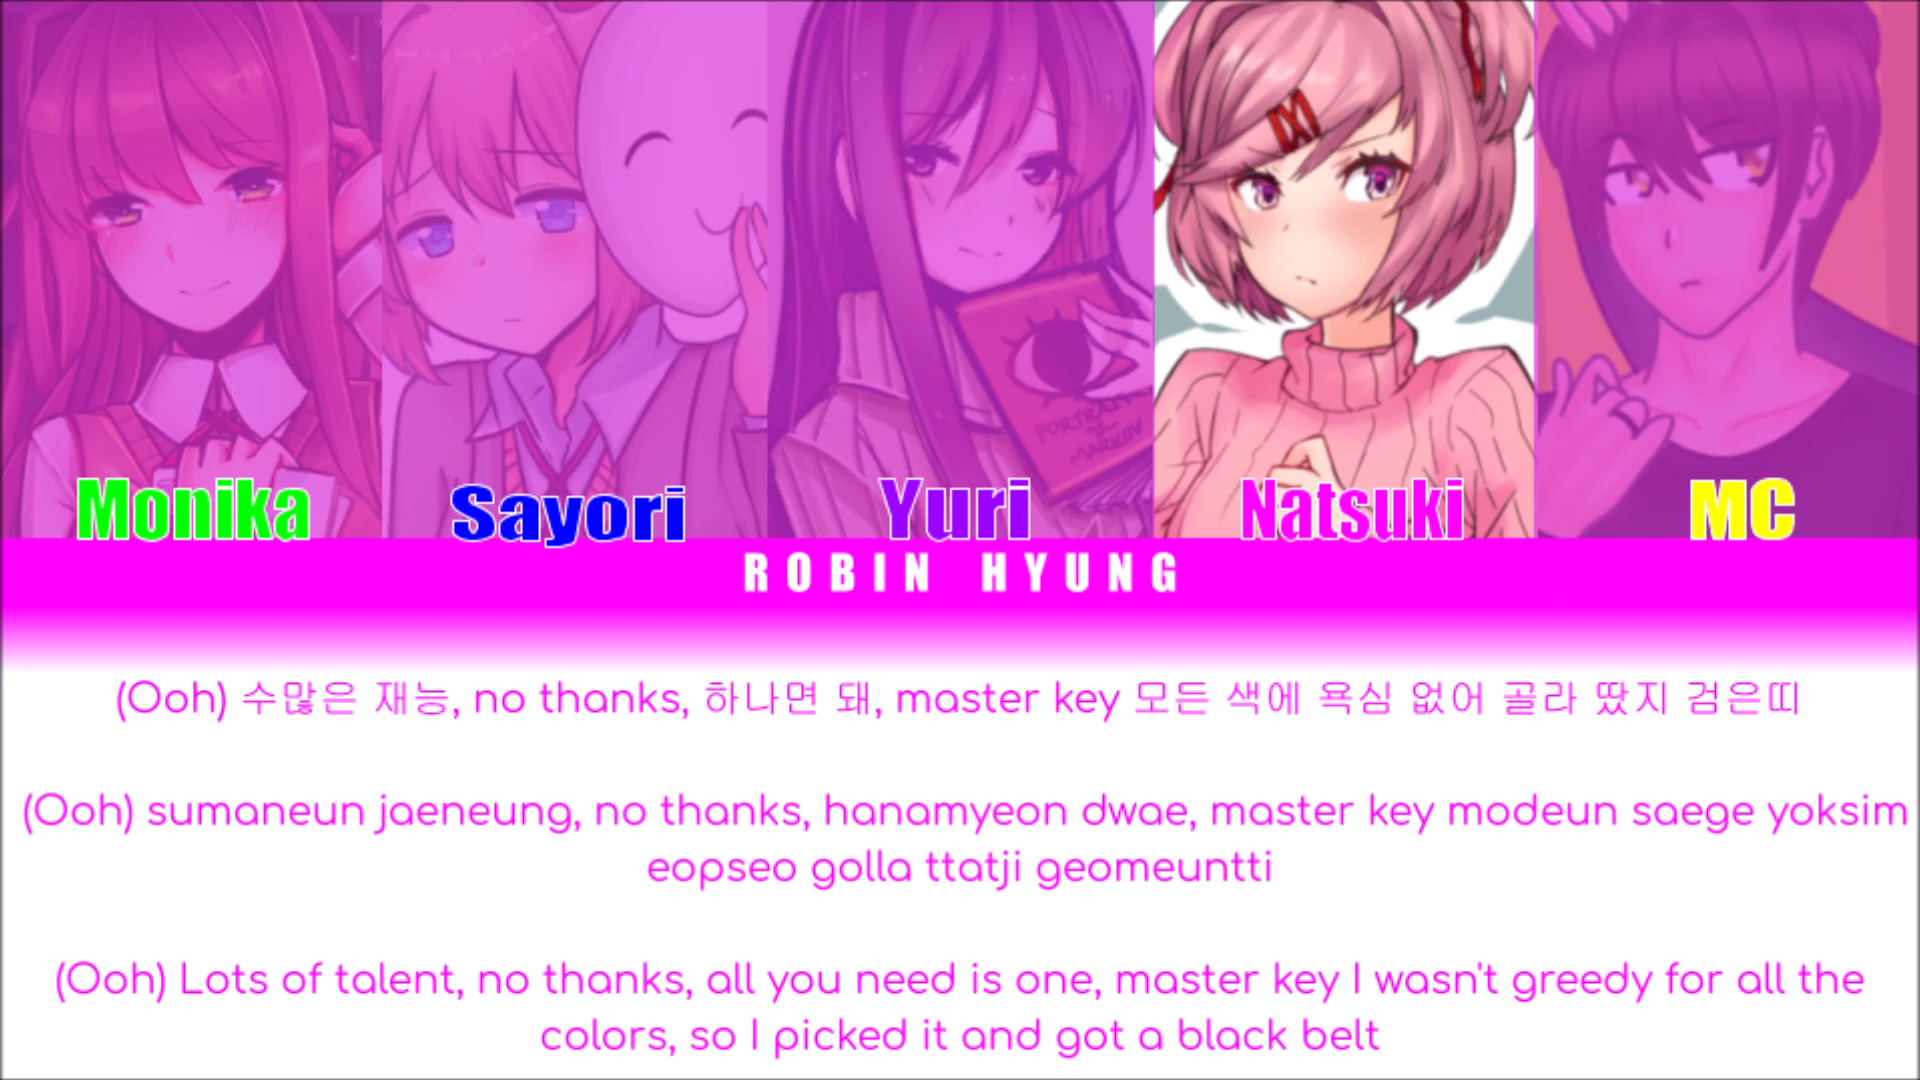 PORTRAIT
of
MARKOV
Monika
Sayori
Yuri
Natsuki
MC
ROBIN HYUNG
(Ooh) 수많은 재능, no thanks, 하나면 돼, master key 모든 색에 욕심 없어 골라 땄지 검은띠
(Ooh) sumaneun jaeneung, no thanks, hanamyeon dwae, master key modeun saege yoksim
eopseo golla ttatji geomeuntti
(Ooh) Lots of talent, no thanks, all you need is one, master key I wasn't greedy for all the
colors, so I picked it and got a black belt